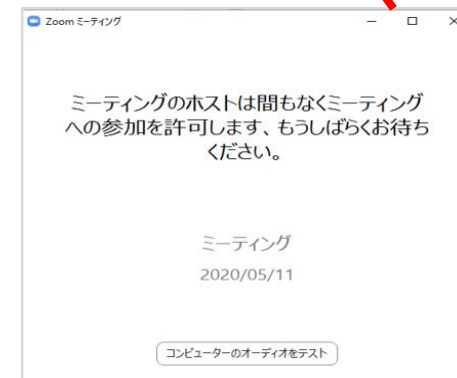 Zoom ミーティング
ミーティングのホストは間もなくミーティング
への参加を許可します、もうしばらくお待ち
ください。
ミーティング
2020/05/11
コンピューターのオーディオをテスト